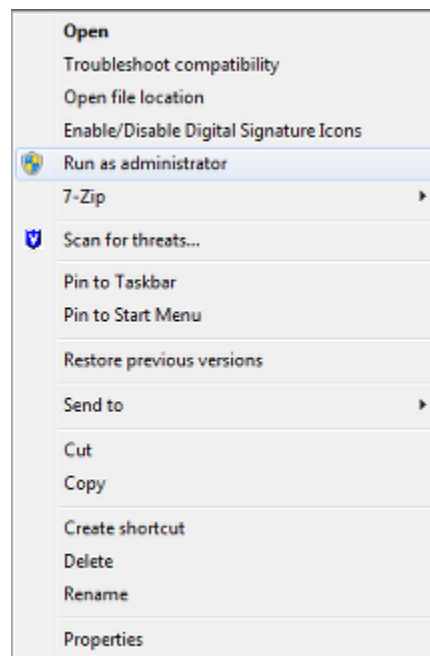 Open
Troubleshoot compatibility
Open file location
Enable/Disable Digital Signature Icons
Run as administrator
7-Zip
Scan for threats...
Pin to Taskbar
Pin to Start Menu
Restore previous versions
Send to
Cut
Copy
Create shortcut
Delete
Rename
Properties